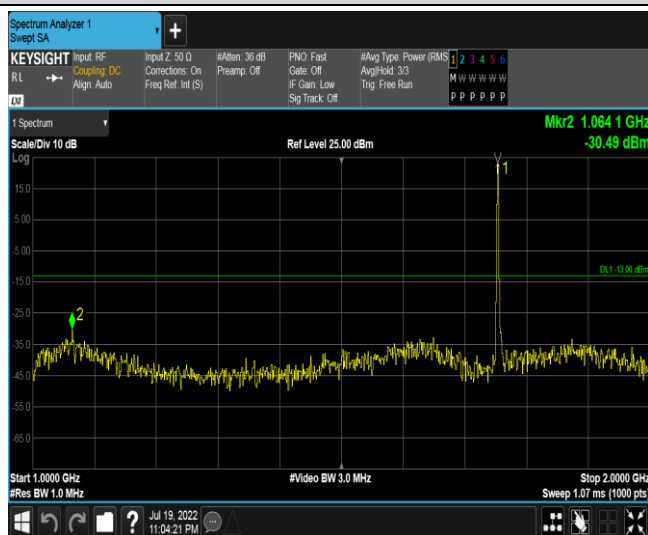 Spectrum Analyzer 1
Swept SA
+
KEYSIGHT
RL
LXI
Input: RF
Coupling: DC
Align: Auto
Input Z: 50 Ω
Corrections: On
Freq Ref: Int (S)
#Atten: 36 dB
Preamp: Off
PNO: Fast
Gate: Off
IF Gain: Low
Sig Track: Off
#Avg Type: Power (RMS
Avg|Hold: 3/3
Trig: Free Run
1 2 3 4 5 6
M W W W W W
P P P P P P
1 Spectrum
Mkr2 1.064 1 GHz
Scale/Div 10 dB
Ref Level 25.00 dBm
-30.49 dBm
Log
1
15.0
5.00
-5.00
DL1 -13.00 dBm
-15.0
-25.0
2
-35.0
-45.0
-55.0
-65.0
Start 1.0000 GHz
#Video BW 3.0 MHz
Stop 2.0000 GHz
#Res BW 1.0 MHz
Sweep 1.07 ms (1000 pts)
?
Jul 19, 2022
11:04:21 PM